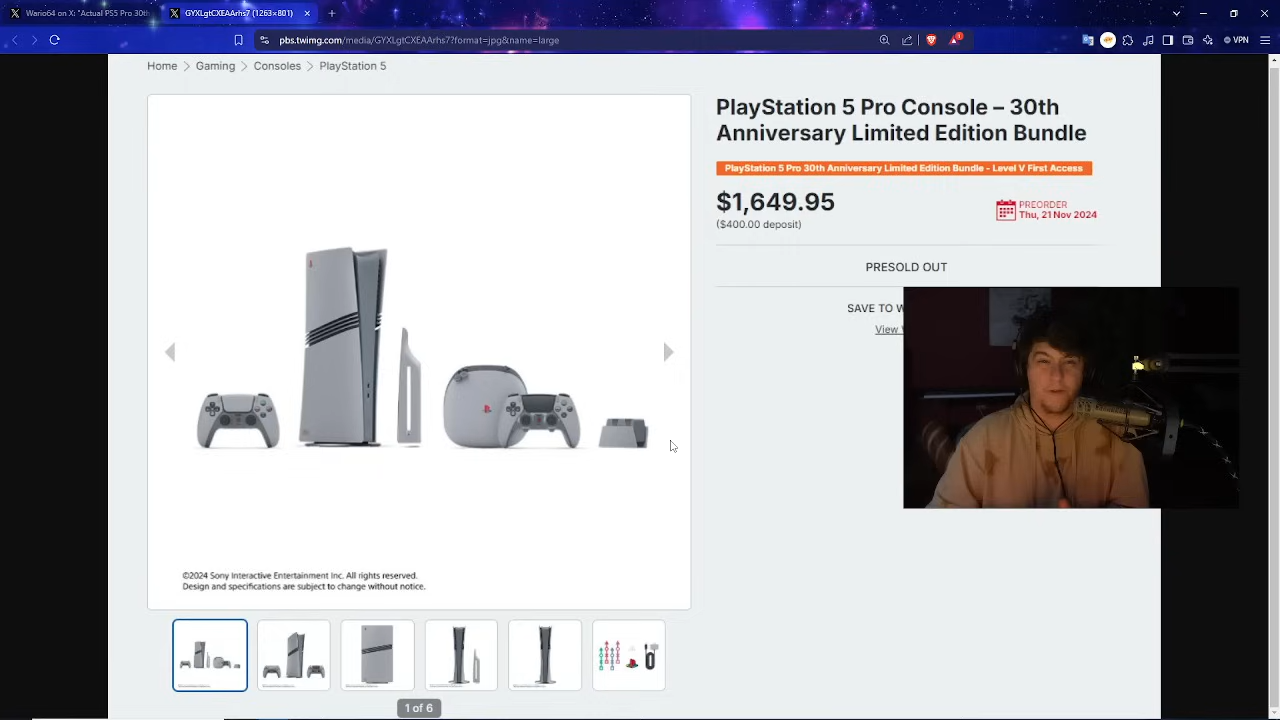 Wario64 on X: "Actual PS5 Pro 30th
GYXLgtCXEAArhs7 (1263×801)
pbs.twimg.com/media/GYXLgtCXEAArhs7?format=jpg&name=large
VPN
Home > Gaming > Consoles > PlayStation 5
PlayStation 5 Pro Console – 30th
Anniversary Limited Edition Bundle
PlayStation 5 Pro 30th Anniversary Limited Edition Bundle - Level V First Access
$1,649.95
($400.00 deposit)
PREORDER
Thu, 21 Nov 2024
PRESOLD OUT
SAVE TO W
View
©2024 Sony Interactive Entertainment Inc. All rights reserved.
Design and specifications are subject to change without notice.
1 of 6